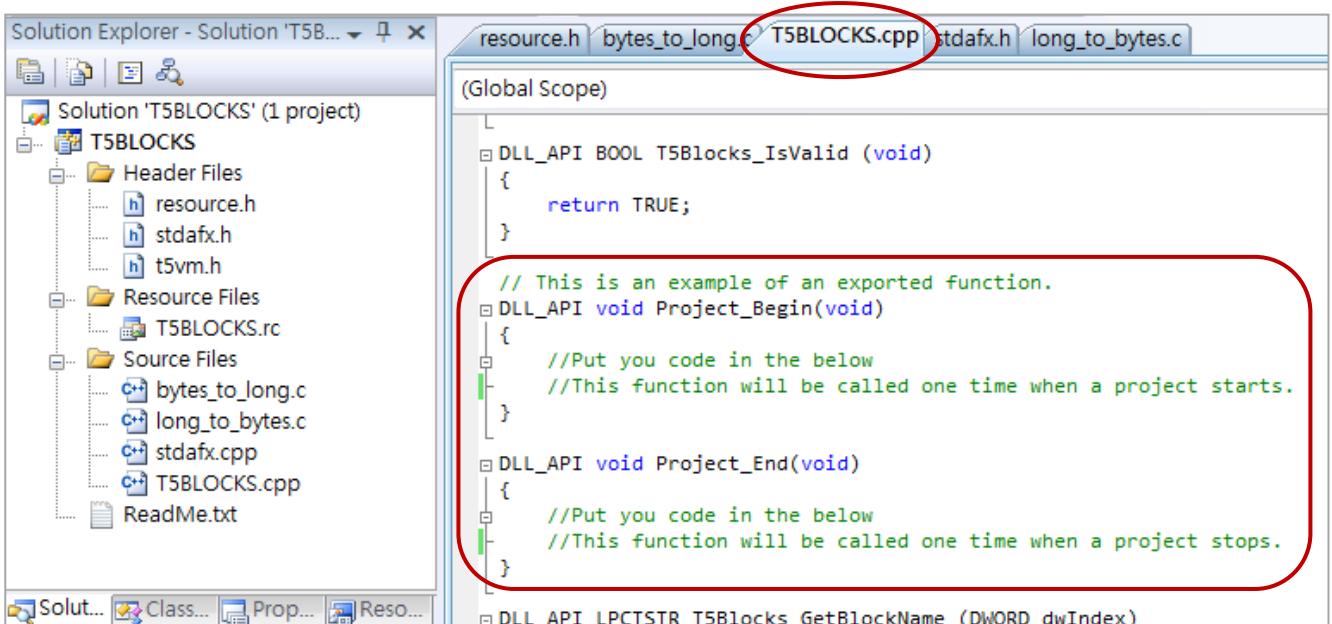 Solution Explorer - Solution 'T5B...
Solution 'T5BLOCKS' (1 project)
T5BLOCKS
Header Files
resource.h
stdafx.h
t5vm.h
Resource Files
T5BLOCKS.rc
Source Files
bytes_to_long.c
long_to_bytes.c
stdafx.cpp
T5BLOCKS.cpp
ReadMe.txt
Solut... Class... Prop... Reso...
resource.h bytes_to_long.c T5BLOCKS.cpp stdafx.h long_to_bytes.c
(Global Scope)
DLL_API BOOL T5Blocks_IsValid (void)
{
return TRUE;
}
// This is an example of an exported function.
DLL_API void Project_Begin(void)
{
//Put you code in the below
//This function will be called one time when a project starts.
}
DLL_API void Project_End(void)
{
//Put you code in the below
//This function will be called one time when a project stops.
}
DLL_API LPCTSTR T5Blocks_GetBlockName (DWORD dwIndex)